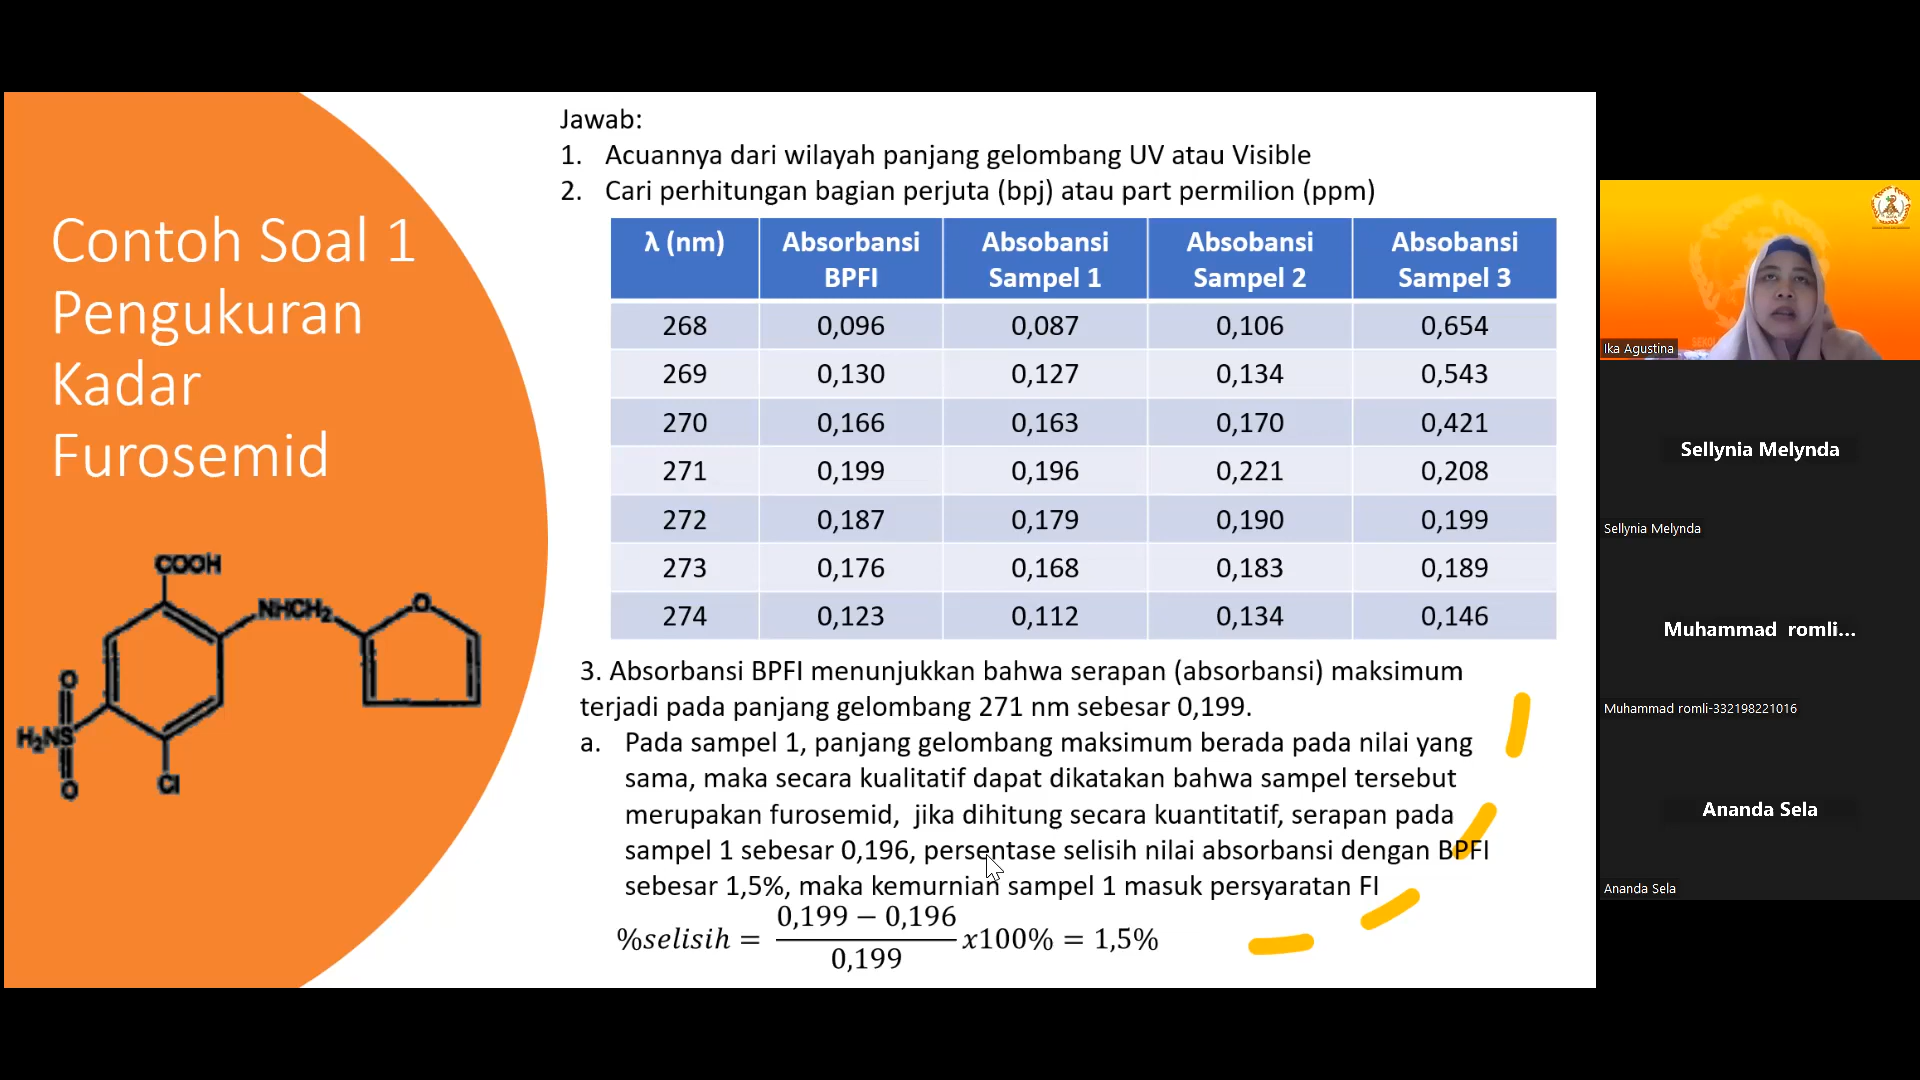 Contoh Soal 1
Pengukuran
Kadar
Furosemid
COOH
NHCH₂
O
O
H₂NS
O
Cl
Jawab:
1. Acuannya dari wilayah panjang gelombang UV atau Visible
2. Cari perhitungan bagian perjuta (bpj) atau part permilion (ppm)
λ (nm) Absorbansi BPFI Absobansi Sampel 1 Absobansi Sampel 2 Absobansi Sampel 3
268 0,096 0,087 0,106 0,654
269 0,130 0,127 0,134 0,543
270 0,166 0,163 0,170 0,421
271 0,199 0,196 0,221 0,208
272 0,187 0,179 0,190 0,199
273 0,176 0,168 0,183 0,189
274 0,123 0,112 0,134 0,146
3. Absorbansi BPFI menunjukkan bahwa serapan (absorbansi) maksimum
terjadi pada panjang gelombang 271 nm sebesar 0,199.
a. Pada sampel 1, panjang gelombang maksimum berada pada nilai yang
sama, maka secara kualitatif dapat dikatakan bahwa sampel tersebut
merupakan furosemid, jika dihitung secara kuantitatif, serapan pada
sampel 1 sebesar 0,196, persentase selisih nilai absorbansi dengan BPFI
sebesar 1,5%, maka kemurnian sampel 1 masuk persyaratan FI
%selisih = (0,199 − 0,196)/0,199 x100% = 1,5%
Ika Agustina
Sellynia Melynda
Sellynia Melynda
Muhammad romli...
Muhammad romli-332198221016
Ananda Sela
Ananda Sela